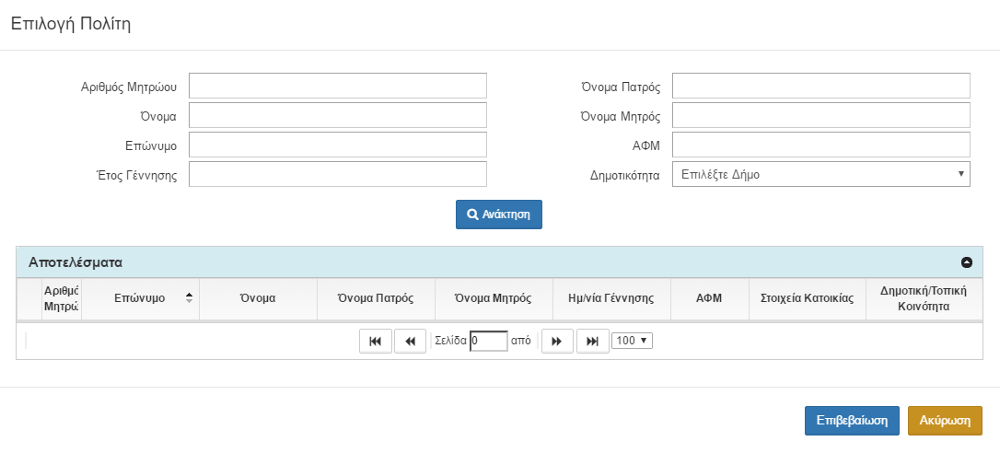 Επιλογή Πολίτη
Αριθμός Μητρώου
Όνομα Πατρός
Όνομα
Όνομα Μητρός
Επώνυμο
ΑΦΜ
Έτος Γέννησης
Δημοτικότητα Επιλέξτε Δήμο
Ανάκτηση
Αποτελέσματα
Αριθμό
Μητρώ
Επώνυμο
Όνομα
Όνομα Πατρός
Όνομα Μητρός
Ημ/νία Γέννησης
ΑΦΜ
Στοιχεία Κατοικίας
Δημοτική/Τοπική
Κοινότητα
Σελίδα 0 από 100
Επιβεβαίωση Ακύρωση